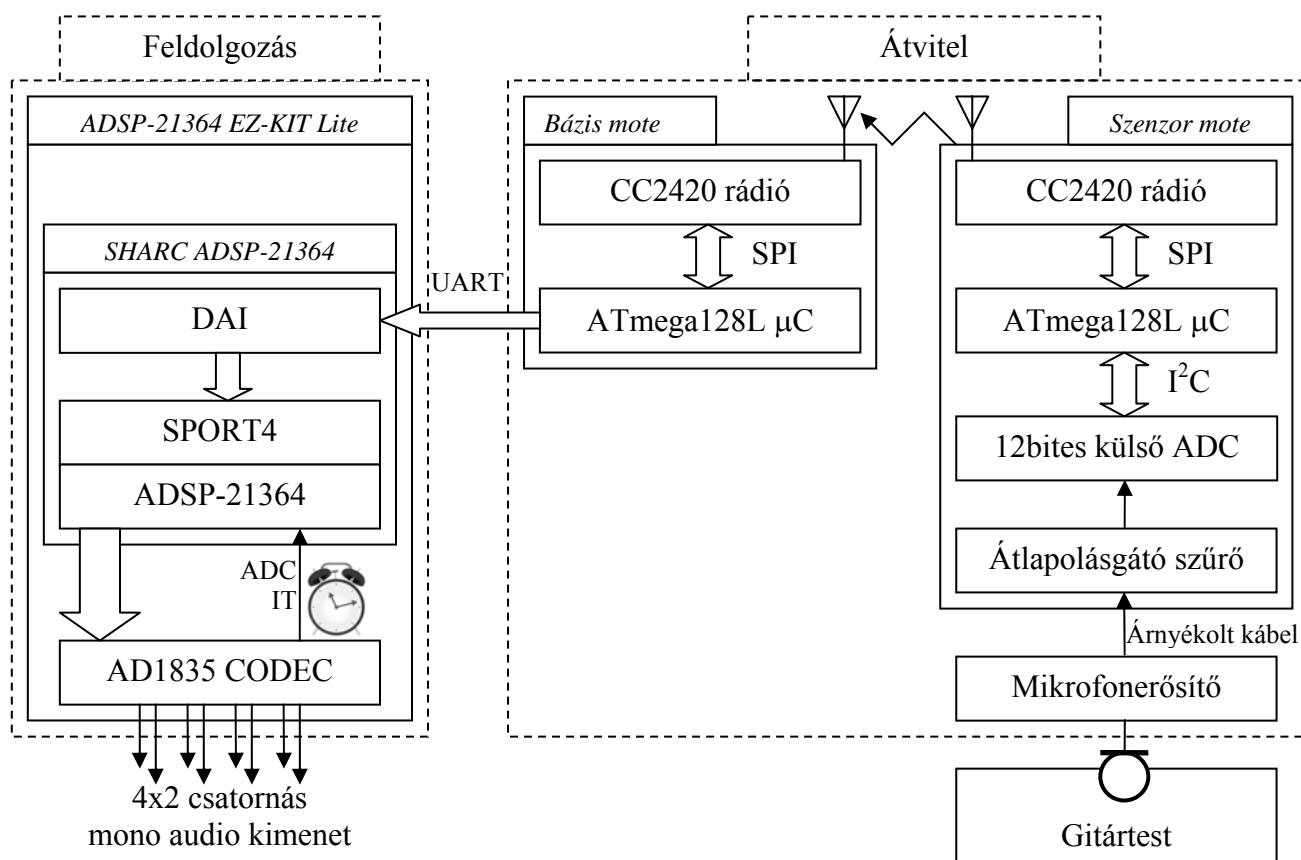 Feldolgozás
ADSP-21364 EZ-KIT Lite
SHARC ADSP-21364
DAI
SPORT4
ADSP-21364
ADC
IT
AD1835 CODEC
4x2 csatornás
mono audio kimenet
UART
Átvitel
Bázis mote
CC2420 rádió
SPI
ATmega128L μC
Szenzor mote
CC2420 rádió
SPI
ATmega128L μC
I²C
12bites külső ADC
Átlapolásgátó szűrő
Árnyékolt kábel
Mikrofonerősítő
Gitártest